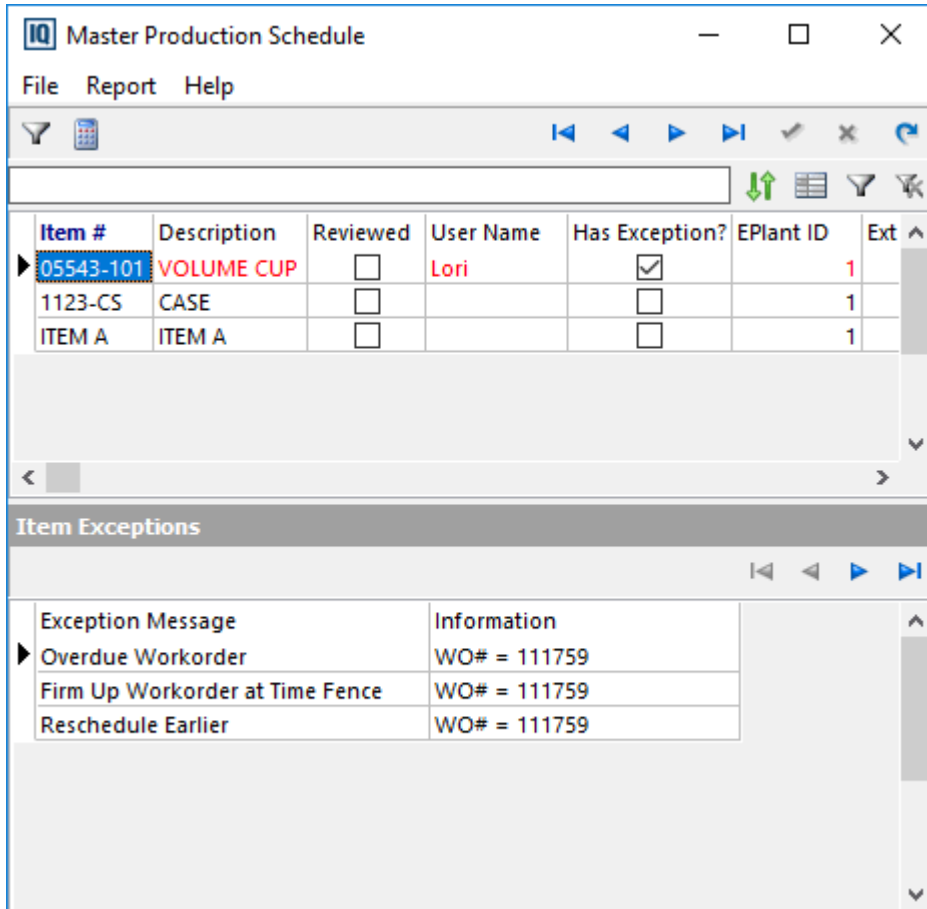 IQ Master Production Schedule
File Report Help
Item # Description Reviewed User Name Has Exception? EPlant ID Ext
05543-101 VOLUME CUP Lori 1
1123-CS CASE 1
ITEM A ITEM A 1
Item Exceptions
Exception Message Information
Overdue Workorder WO# = 111759
Firm Up Workorder at Time Fence WO# = 111759
Reschedule Earlier WO# = 111759